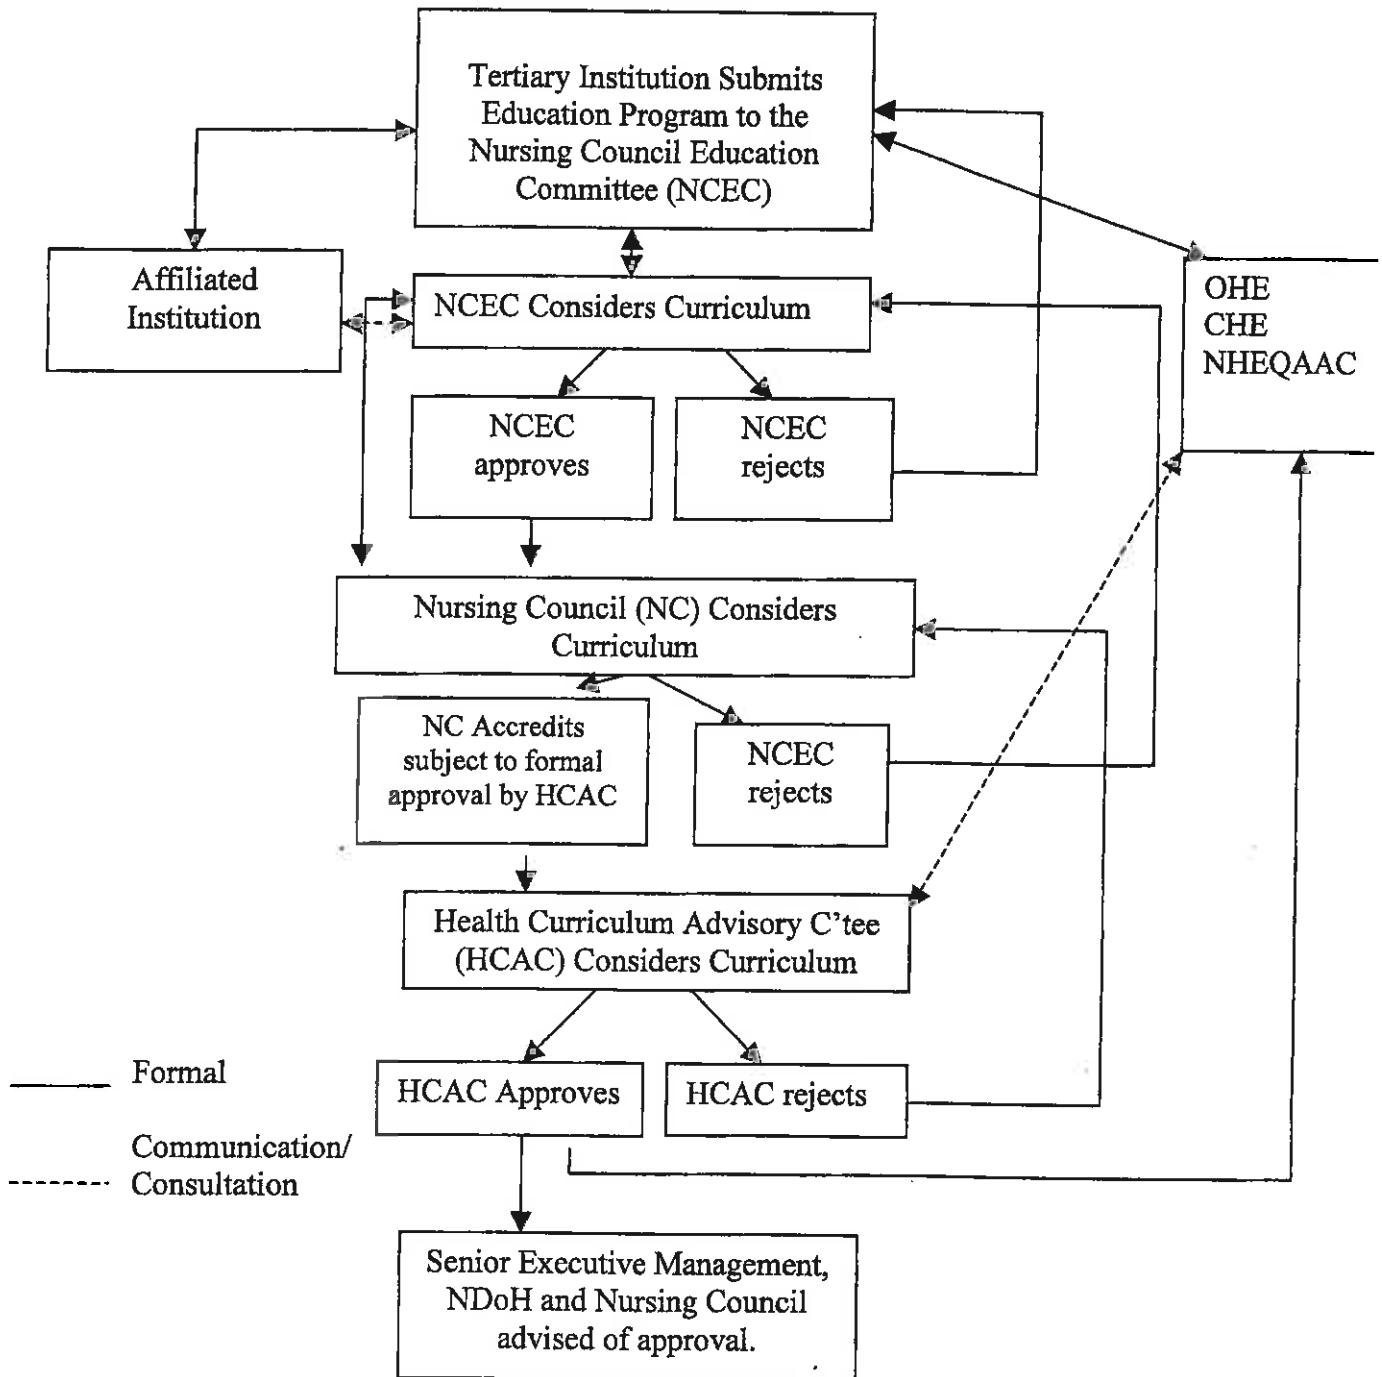 Tertiary Institution Submits
Education Program to the
Nursing Council Education
Committee (NCEC)
Affiliated
Institution
NCEC Considers Curriculum
OHE
CHE
NHEQAAC
NCEC
approves
NCEC
rejects
Nursing Council (NC) Considers
Curriculum
NC Accredits
subject to formal
approval by HCAC
NCEC
rejects
Health Curriculum Advisory C'tee
(HCAC) Considers Curriculum
HCAC Approves
HCAC rejects
Formal
Communication/
Consultation
Senior Executive Management,
NDoH and Nursing Council
advised of approval.